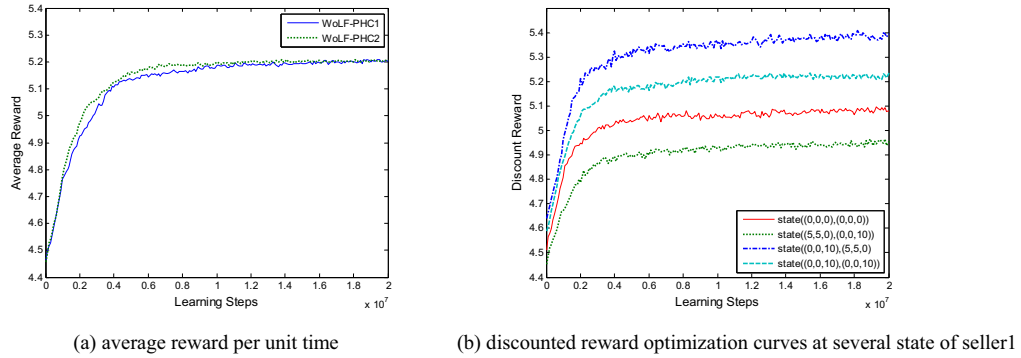 5.4
5.3
5.2
5.1
5
4.9
4.8
4.7
4.6
4.5
4.4
Average Reward
WoLF-PHC1
WoLF-PHC2
0 0.2 0.4 0.6 0.8 1 1.2 1.4 1.6 1.8 2
x 10^7
Learning Steps
(a) average reward per unit time
5.4
5.3
5.2
5.1
5
4.9
4.8
4.7
4.6
4.5
4.4
Discount Reward
state((0,0,0),(0,0,0))
state((5,5,0),(0,0,10))
state((0,0,10),(5,5,0)
state((0,0,10),(0,0,10))
0 0.2 0.4 0.6 0.8 1 1.2 1.4 1.6 1.8 2
x 10^7
Learning Steps
(b) discounted reward optimization curves at several state of seller1